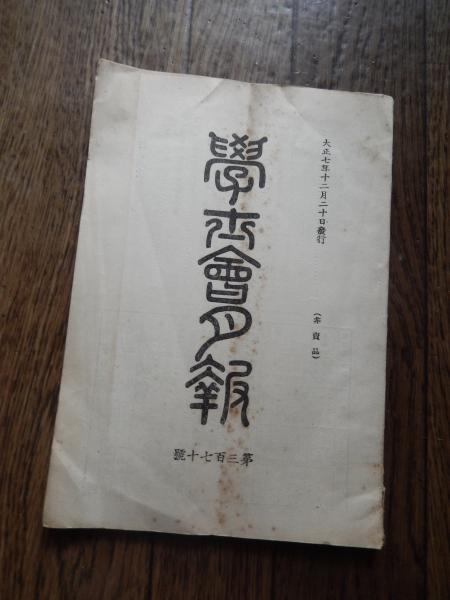 大正七年十二月二十日發行
（非賣品）
學士會月報
第三百七十號